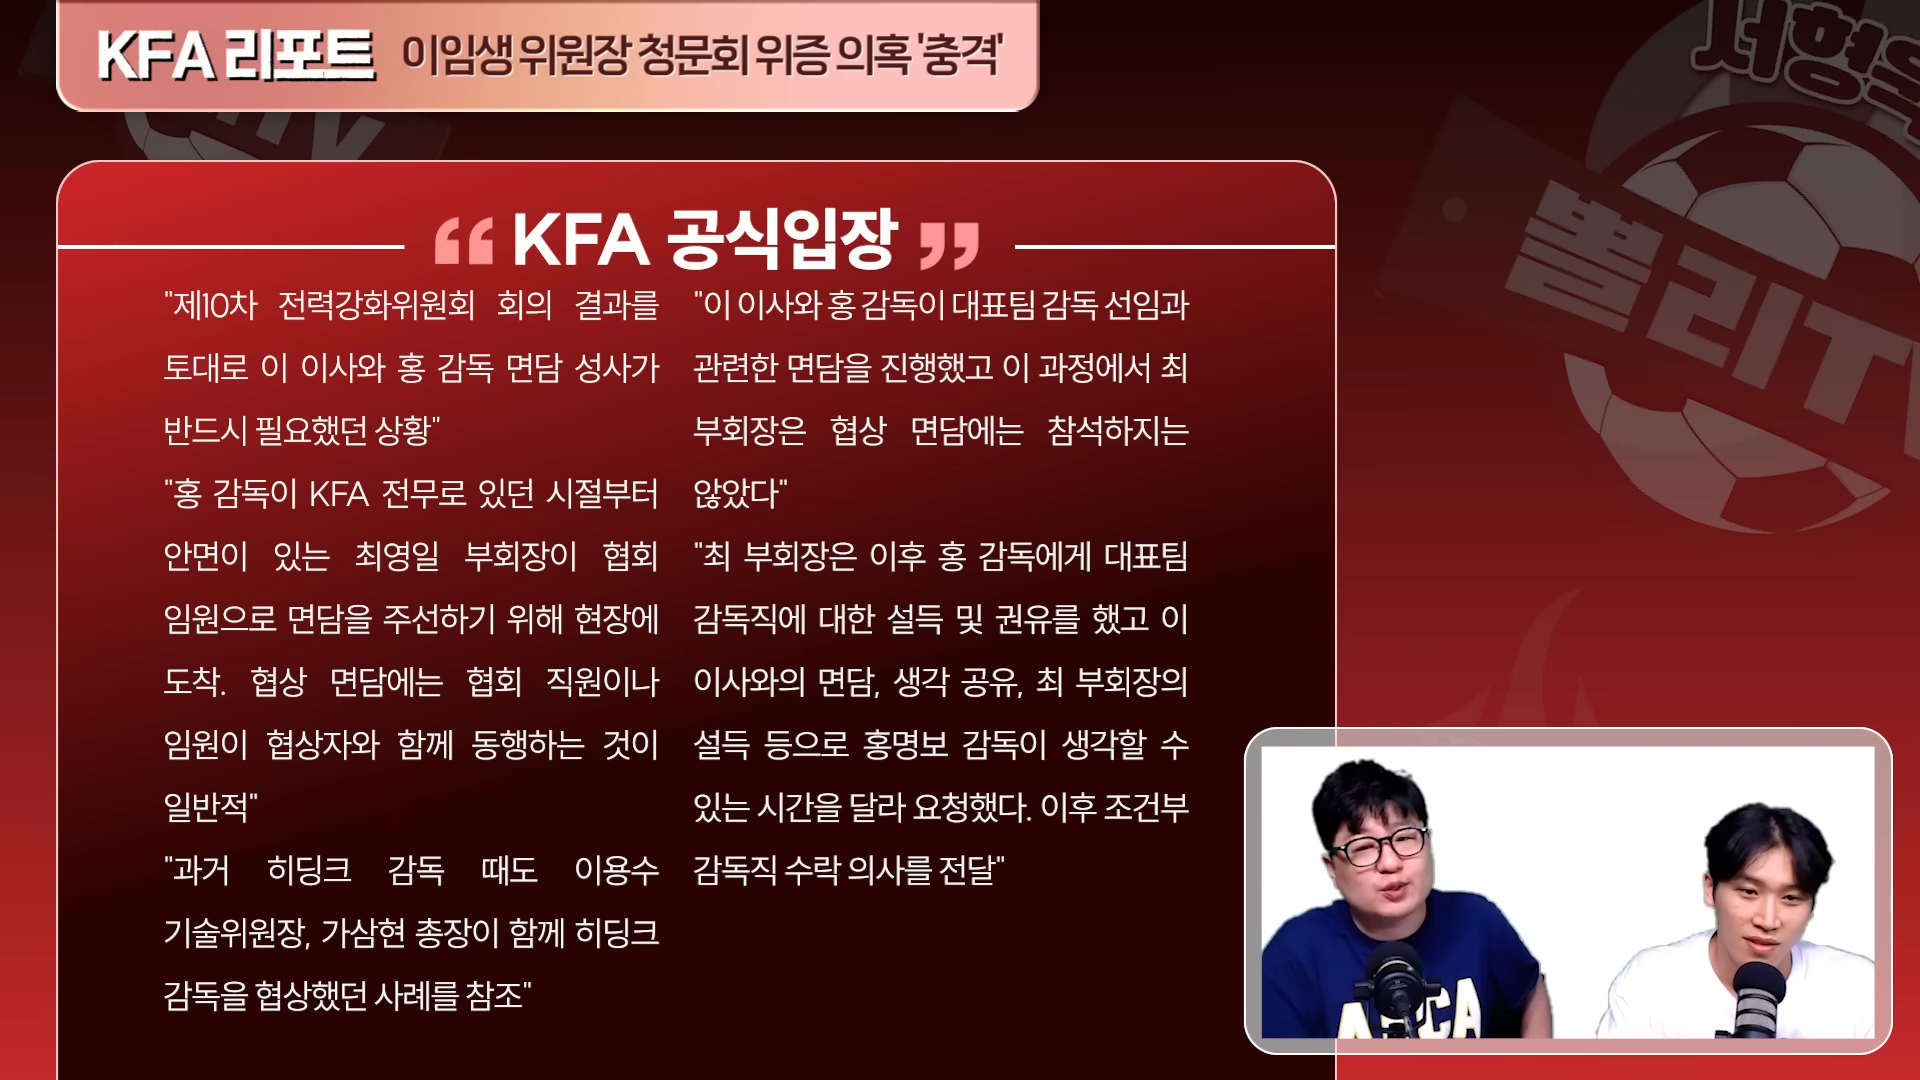 KFA 리포트 이임생 위원장 청문회 위증 의혹 '충격'
서형욱
뽈리TV
TV
“ KFA 공식입장 ”
"제10차 전력강화위원회 회의 결과를
토대로 이 이사와 홍 감독 면담 성사가
반드시 필요했던 상황"
"홍 감독이 KFA 전무로 있던 시절부터
안면이 있는 최영일 부회장이 협회
임원으로 면담을 주선하기 위해 현장에
도착. 협상 면담에는 협회 직원이나
임원이 협상자와 함께 동행하는 것이
일반적"
"과거 히딩크 감독 때도 이용수
기술위원장, 가삼현 총장이 함께 히딩크
감독을 협상했던 사례를 참조"
"이 이사와 홍 감독이 대표팀 감독 선임과
관련한 면담을 진행했고 이 과정에서 최
부회장은 협상 면담에는 참석하지는
않았다"
"최 부회장은 이후 홍 감독에게 대표팀
감독직에 대한 설득 및 권유를 했고 이
이사와의 면담, 생각 공유, 최 부회장의
설득 등으로 홍명보 감독이 생각할 수
있는 시간을 달라 요청했다. 이후 조건부
감독직 수락 의사를 전달"